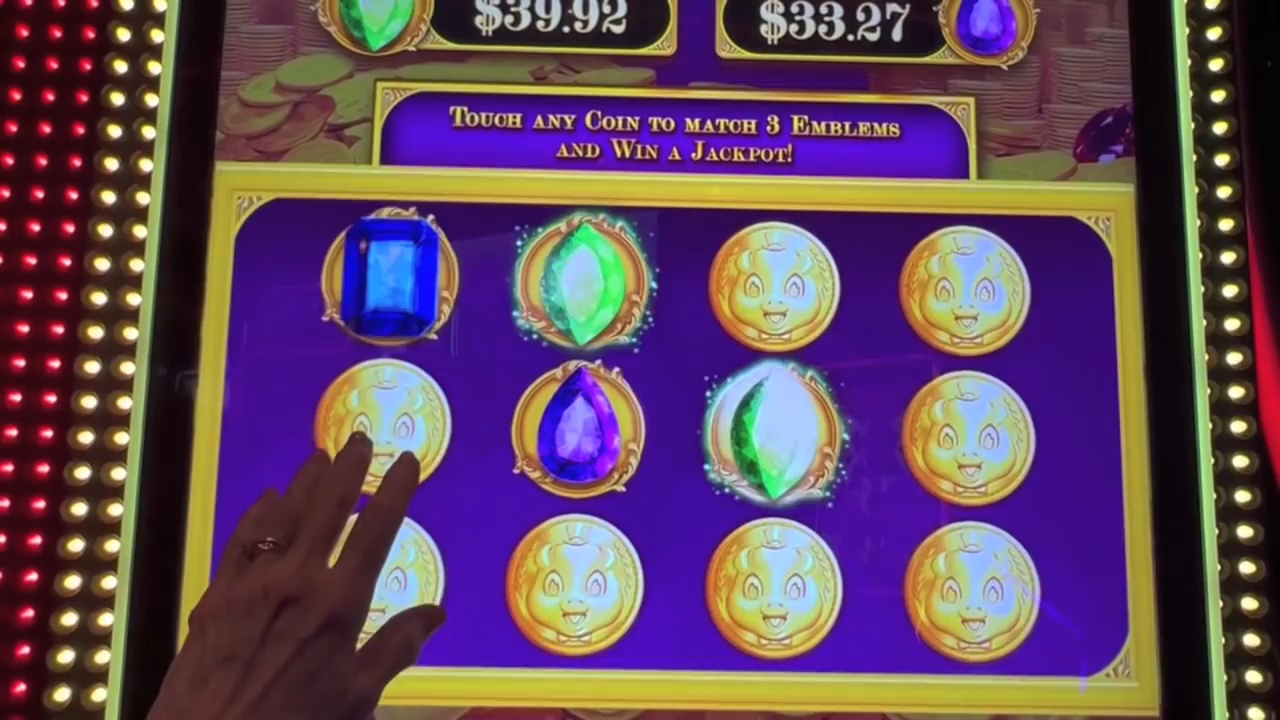 $39.92
$33.27
TOUCH ANY COIN TO MATCH 3 EMBLEMS
AND WIN A JACKPOT!